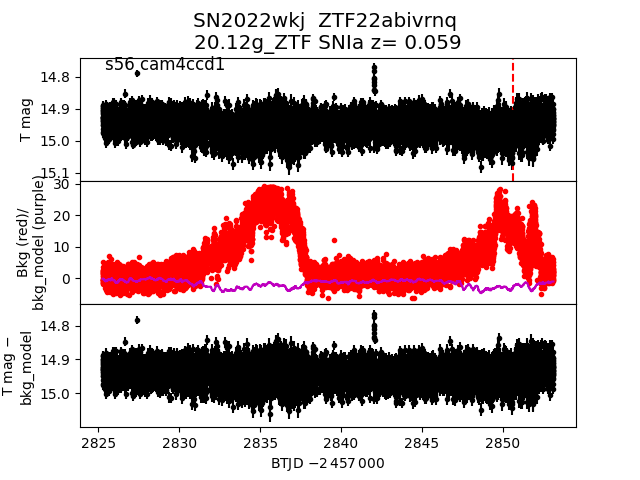 SN2022wkj  ZTF22abivrnq
20.12g_ZTF SNIa z= 0.059
s56 cam4ccd1
14.8
14.9
15.0
15.1
T mag
30
20
10
0
Bkg (red)/
bkg_model (purple)
14.8
14.9
15.0
T mag −
bkg_model
2825
2830
2835
2840
2845
2850
BTJD −2 457 000